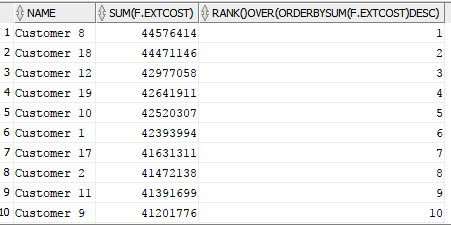 NAME SUM(F.EXTCOST) RANK()OVER(ORDERBYSUM(F.EXTCOST)DESC)
1 Customer 8 44576414 1
2 Customer 18 44471146 2
3 Customer 12 42977058 3
4 Customer 19 42641911 4
5 Customer 10 42520307 5
6 Customer 1 42393994 6
7 Customer 17 41631311 7
8 Customer 2 41472138 8
9 Customer 11 41391699 9
10 Customer 9 41201776 10